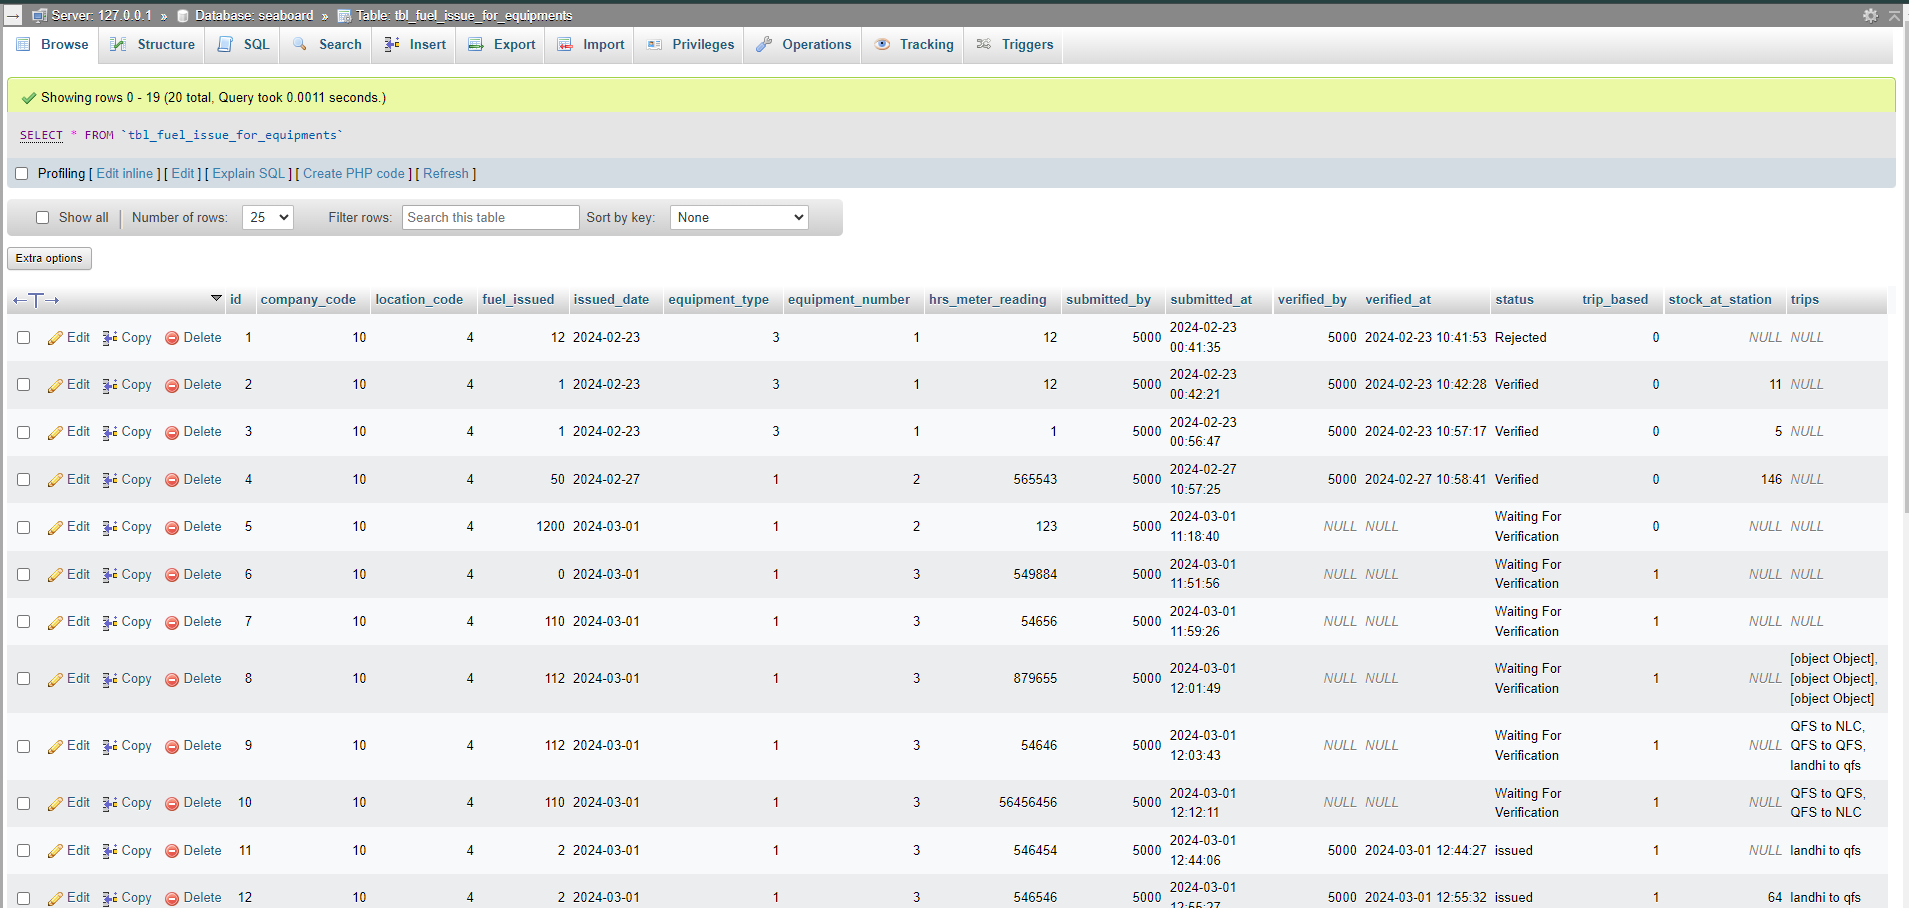 Server: 127.0.0.1 » Database: seaboard » Table: tbl_fuel_issue_for_equipments
Browse Structure SQL Search Insert Export Import Privileges Operations Tracking Triggers
Showing rows 0 - 19 (20 total, Query took 0.0011 seconds.)
SELECT * FROM `tbl_fuel_issue_for_equipments`
Profiling [ Edit inline ] [ Edit ] [ Explain SQL ] [ Create PHP code ] [ Refresh ]
Show all Number of rows: 25 Filter rows: Search this table Sort by key: None
Extra options
id company_code location_code fuel_issued issued_date equipment_type equipment_number hrs_meter_reading submitted_by submitted_at verified_by verified_at status trip_based stock_at_station trips
Edit Copy Delete 1 10 4 12 2024-02-23 3 1 12 5000 2024-02-23 00:41:35 5000 2024-02-23 10:41:53 Rejected 0 NULL NULL
Edit Copy Delete 2 10 4 1 2024-02-23 3 1 12 5000 2024-02-23 00:42:21 5000 2024-02-23 10:42:28 Verified 0 11 NULL
Edit Copy Delete 3 10 4 1 2024-02-23 3 1 1 5000 2024-02-23 00:56:47 5000 2024-02-23 10:57:17 Verified 0 5 NULL
Edit Copy Delete 4 10 4 50 2024-02-27 1 2 565543 5000 2024-02-27 10:57:25 5000 2024-02-27 10:58:41 Verified 0 146 NULL
Edit Copy Delete 5 10 4 1200 2024-03-01 1 2 123 5000 2024-03-01 11:18:40 NULL NULL Waiting For Verification 0 NULL NULL
Edit Copy Delete 6 10 4 0 2024-03-01 1 3 549884 5000 2024-03-01 11:51:56 NULL NULL Waiting For Verification 1 NULL NULL
Edit Copy Delete 7 10 4 110 2024-03-01 1 3 54656 5000 2024-03-01 11:59:26 NULL NULL Waiting For Verification 1 NULL NULL
Edit Copy Delete 8 10 4 112 2024-03-01 1 3 879655 5000 2024-03-01 12:01:49 NULL NULL Waiting For Verification 1 NULL [object Object], [object Object], [object Object]
Edit Copy Delete 9 10 4 112 2024-03-01 1 3 54646 5000 2024-03-01 12:03:43 NULL NULL Waiting For Verification 1 NULL QFS to NLC, QFS to QFS, landhi to qfs
Edit Copy Delete 10 10 4 110 2024-03-01 1 3 56456456 5000 2024-03-01 12:12:11 NULL NULL Waiting For Verification 1 NULL QFS to QFS, QFS to NLC
Edit Copy Delete 11 10 4 2 2024-03-01 1 3 546454 5000 2024-03-01 12:44:06 5000 2024-03-01 12:44:27 issued 1 NULL landhi to qfs
Edit Copy Delete 12 10 4 2 2024-03-01 1 3 546546 5000 2024-03-01 12:55:27 5000 2024-03-01 12:55:32 issued 1 64 landhi to qfs